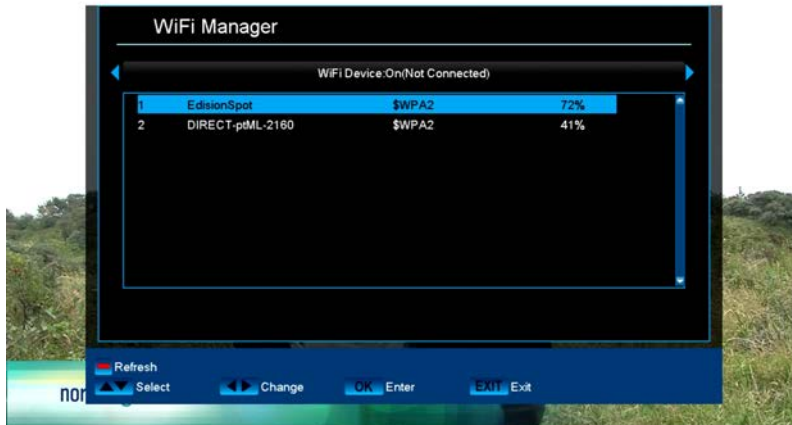 WiFi Manager
WiFi Device:On(Not Connected)
1 EdisionSpot $WPA2 72%
2 DIRECT-ptML-2160 $WPA2 41%
Refresh
Select Change OK Enter EXIT Exit
nor